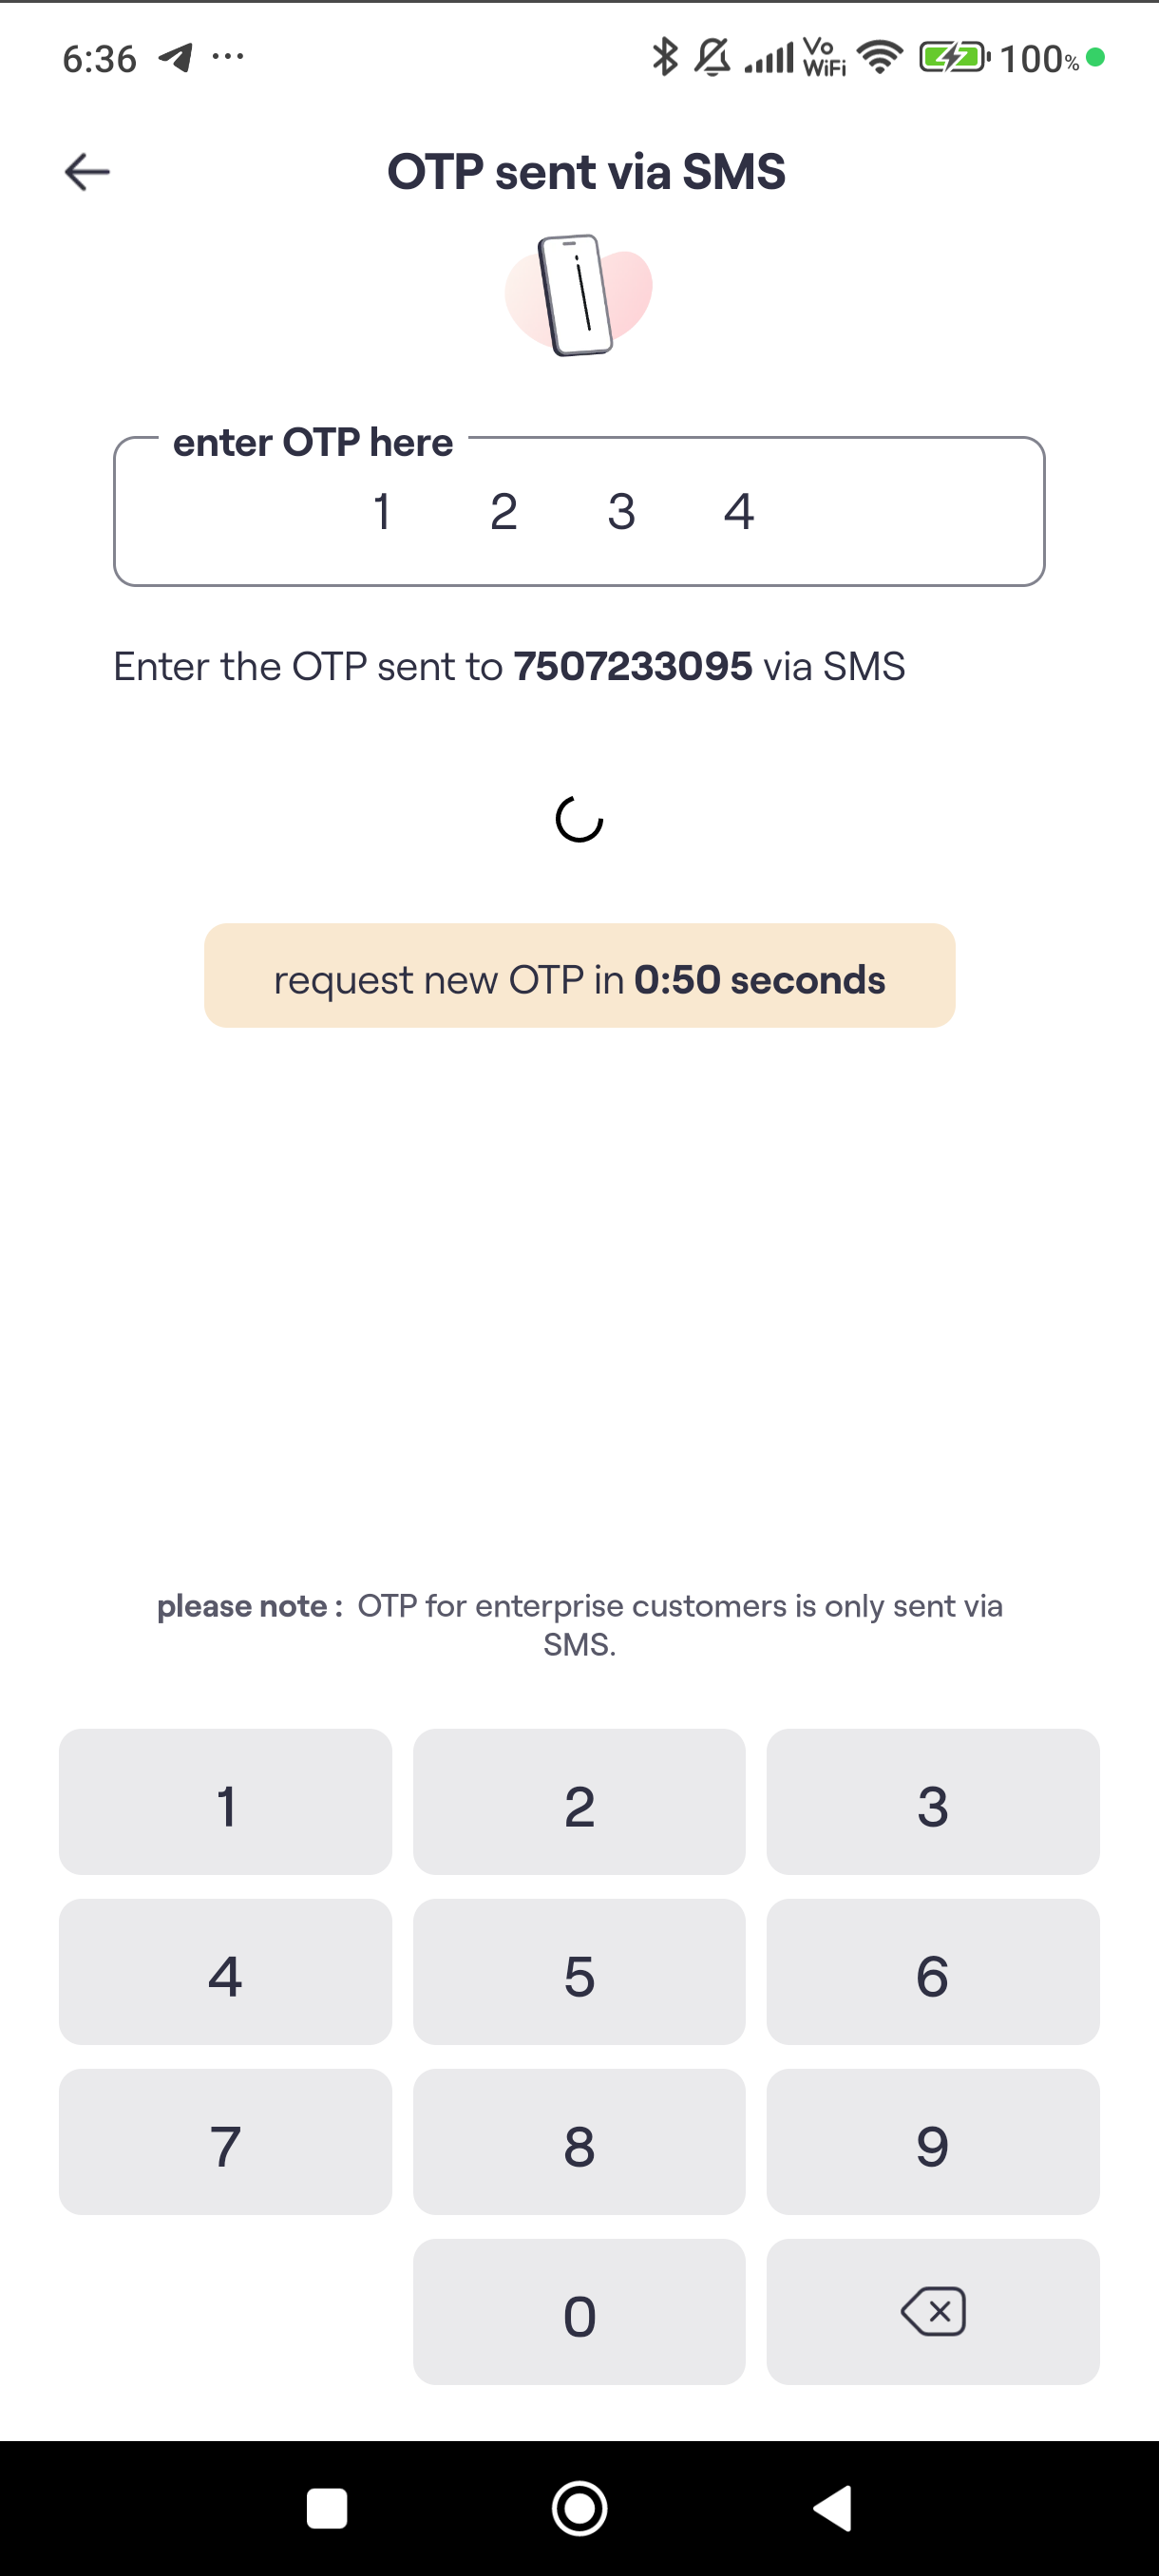 6:36 ... Vo WiFi 100%
OTP sent via SMS
enter OTP here
1 2 3 4
Enter the OTP sent to 7507233095 via SMS
request new OTP in 0:50 seconds
please note : OTP for enterprise customers is only sent via
SMS.
1 2 3
4 5 6
7 8 9
0